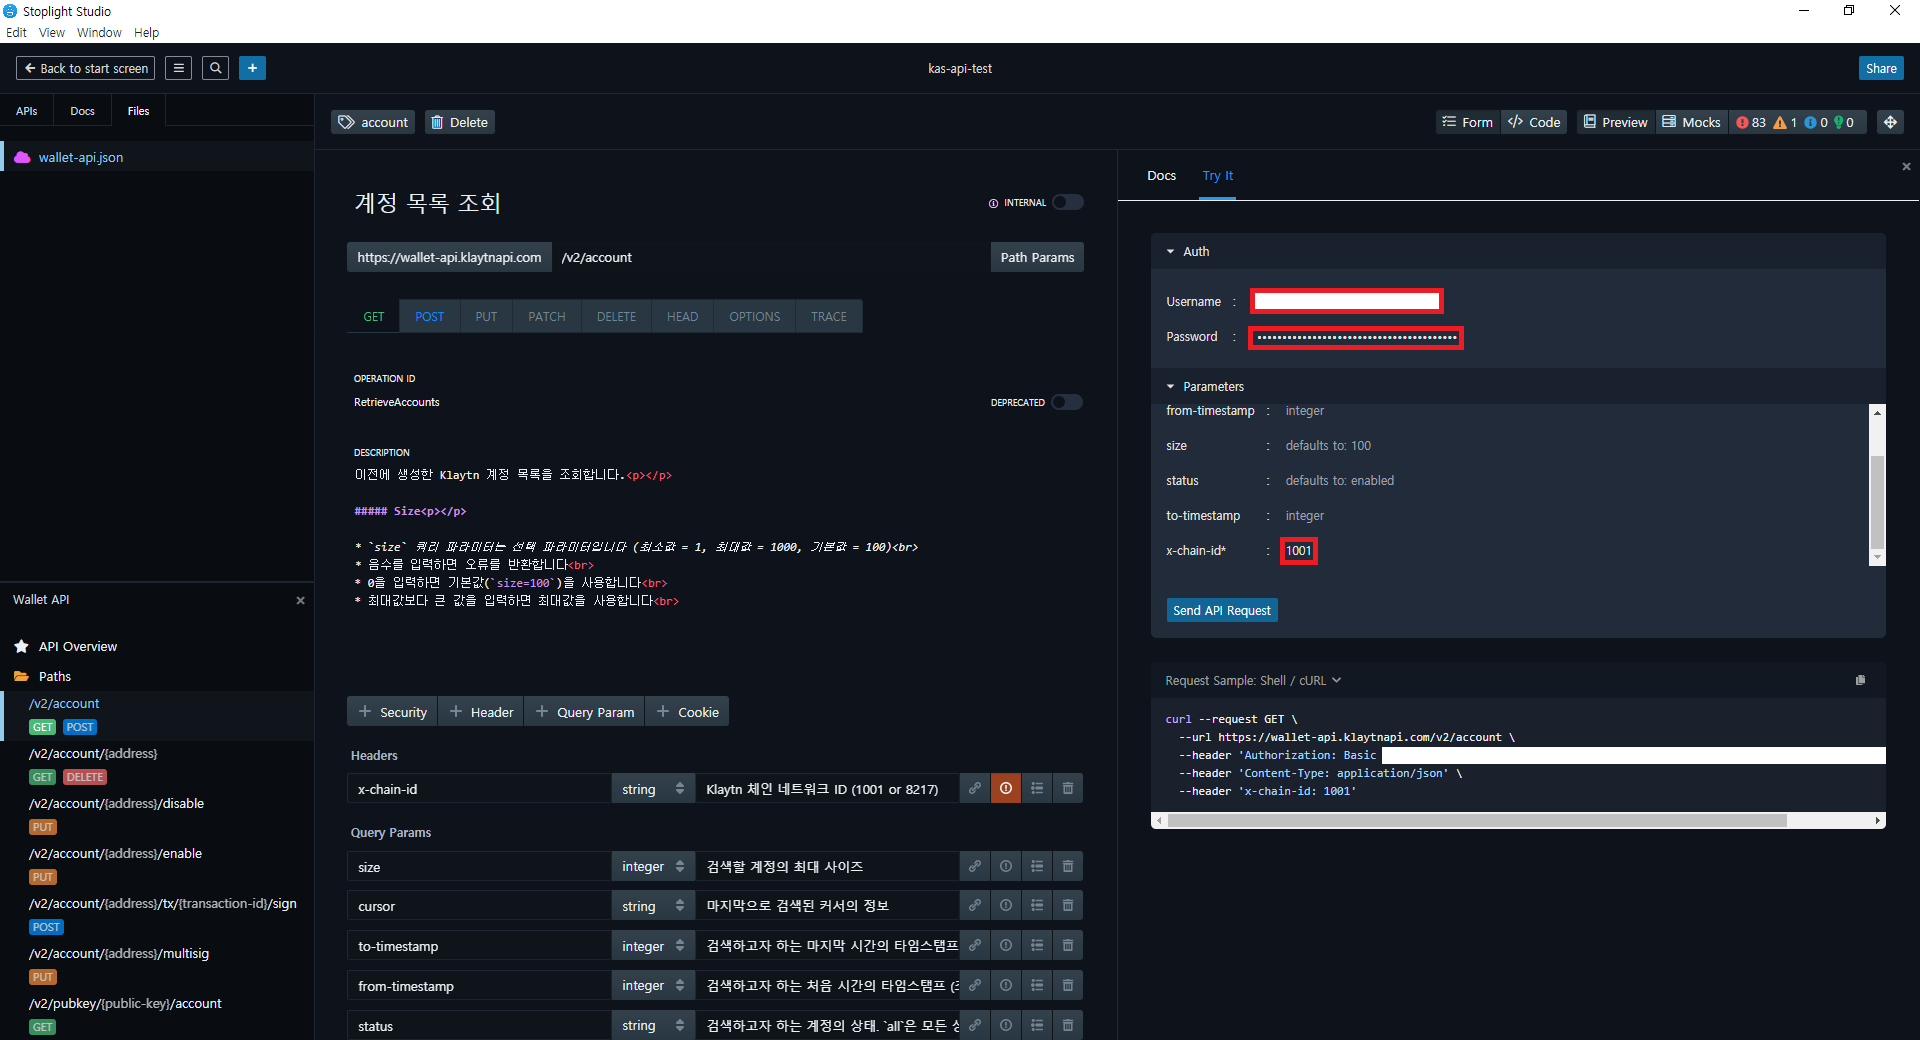 Stoplight Studio
Edit View Window Help
Back to start screen
kas-api-test
Share
APIs Docs Files
wallet-api.json
account Delete
Form Code Preview Mocks 83 1 0 0
계정 목록 조회
INTERNAL
https://wallet-api.klaytnapi.com /v2/account Path Params
GET POST PUT PATCH DELETE HEAD OPTIONS TRACE
OPERATION ID
RetrieveAccounts
DEPRECATED
DESCRIPTION
이전에 생성한 Klaytn 계정 목록을 조회합니다.<p></p>
##### Size<p></p>
* `size` 쿼리 파라미터는 선택 파라미터입니다 (최소값 = 1, 최대값 = 1000, 기본값 = 100)<br>
* 음수를 입력하면 오류를 반환합니다<br>
* 0을 입력하면 기본값(`size=100`)을 사용합니다<br>
* 최대값보다 큰 값을 입력하면 최대값을 사용합니다<br>
+ Security + Header + Query Param + Cookie
Headers
x-chain-id string Klaytn 체인 네트워크 ID (1001 or 8217)
Query Params
size integer 검색할 계정의 최대 사이즈
cursor string 마지막으로 검색된 커서의 정보
to-timestamp integer 검색하고자 하는 마지막 시간의 타임스탬프
from-timestamp integer 검색하고자 하는 처음 시간의 타임스탬프 (
status string 검색하고자 하는 계정의 상태. `all`은 모든
Wallet API
API Overview
Paths
/v2/account
GET POST
/v2/account/{address}
GET DELETE
/v2/account/{address}/disable
PUT
/v2/account/{address}/enable
PUT
/v2/account/{address}/tx/{transaction-id}/sign
POST
/v2/account/{address}/multisig
PUT
/v2/pubkey/{public-key}/account
GET
Docs Try It
Auth
Username :
Password : ••••••••••••••••••••••••••••••••••••••••
Parameters
from-timestamp : integer
size : defaults to: 100
status : defaults to: enabled
to-timestamp : integer
x-chain-id* : 1001
Send API Request
Request Sample: Shell / cURL
curl --request GET \
--url https://wallet-api.klaytnapi.com/v2/account \
--header 'Authorization: Basic
--header 'Content-Type: application/json' \
--header 'x-chain-id: 1001'